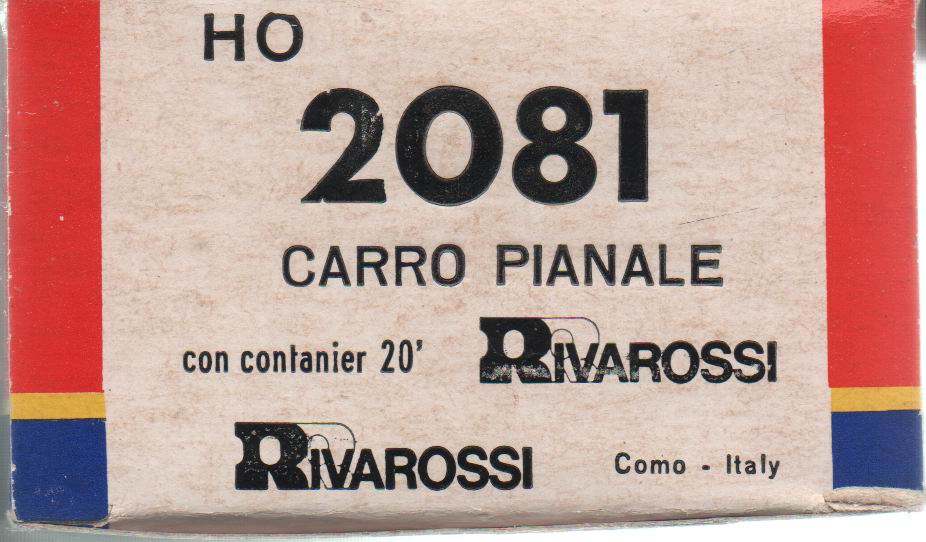 HO
2081
CARRO PIANALE
con contanier 20'
RIVAROSSI
RIVAROSSI
Como - Italy